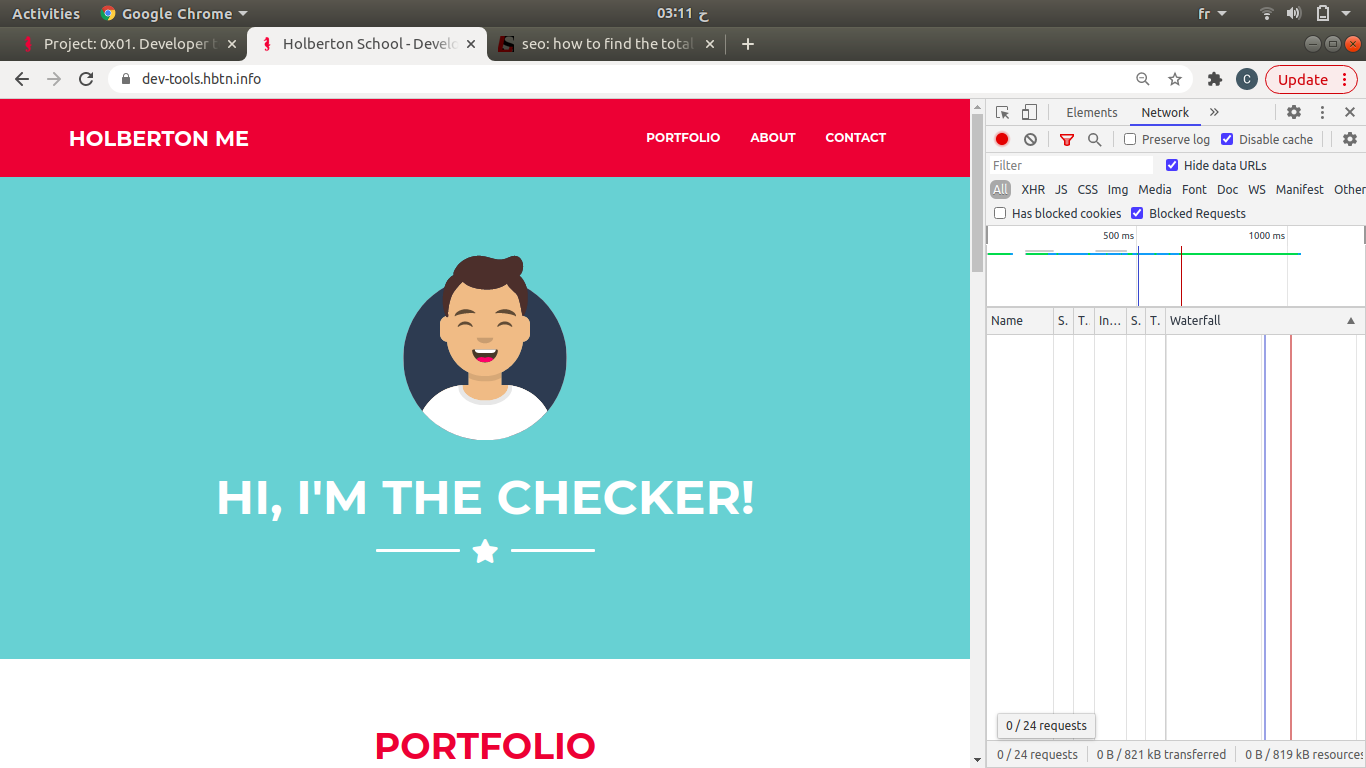 Activities Google Chrome 03:11 خ fr
Project: 0x01. Developer t
Holberton School - Develo
seo: how to find the total
dev-tools.hbtn.info C Update
HOLBERTON ME PORTFOLIO ABOUT CONTACT
HI, I'M THE CHECKER!
PORTFOLIO
Elements Network »
Preserve log Disable cache
Filter Hide data URLs
All XHR JS CSS Img Media Font Doc WS Manifest Other
Has blocked cookies Blocked Requests
500 ms 1000 ms
Name S. T. In... S. T. Waterfall
0 / 24 requests
0 / 24 requests 0 B / 821 kB transferred 0 B / 819 kB resources